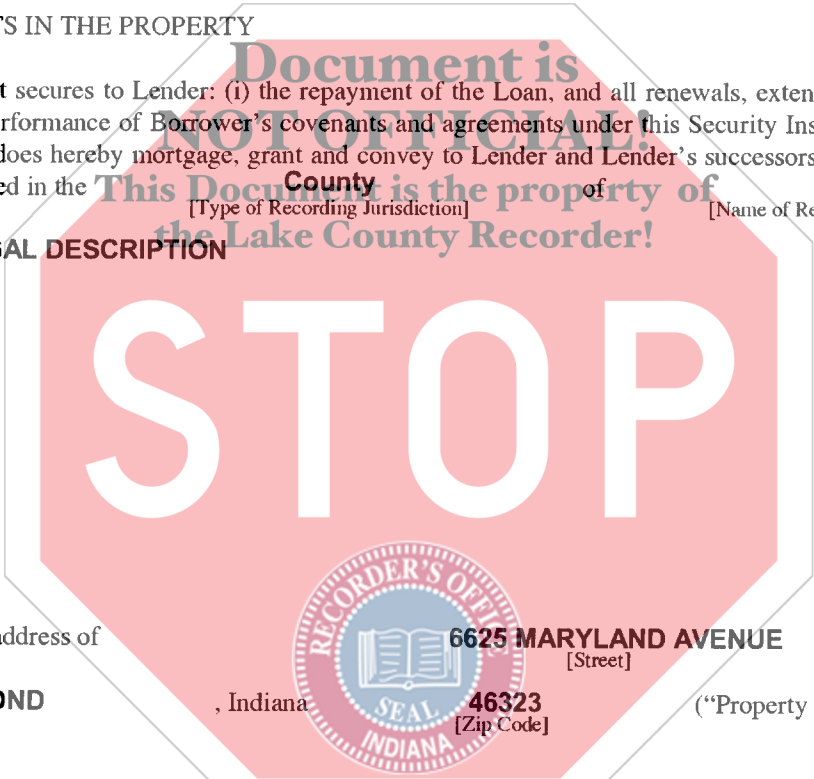 TS IN THE PROPERTY
Document is
t secures to Lender: (i) the repayment of the Loan, and all renewals, exten
NOT OFFICIAL!
rformance of Borrower's covenants and agreements under this Security Ins
does hereby mortgage, grant and convey to Lender and Lender's successors
ed in the County of
This Document is the property of
[Type of Recording Jurisdiction] [Name of Re
the Lake County Recorder!
GAL DESCRIPTION
STOP
RECORDER'S OFFICE
address of 6625 MARYLAND AVENUE
[Street]
OND , Indiana 46323 ("Property
SEAL
[Zip Code]
INDIANA